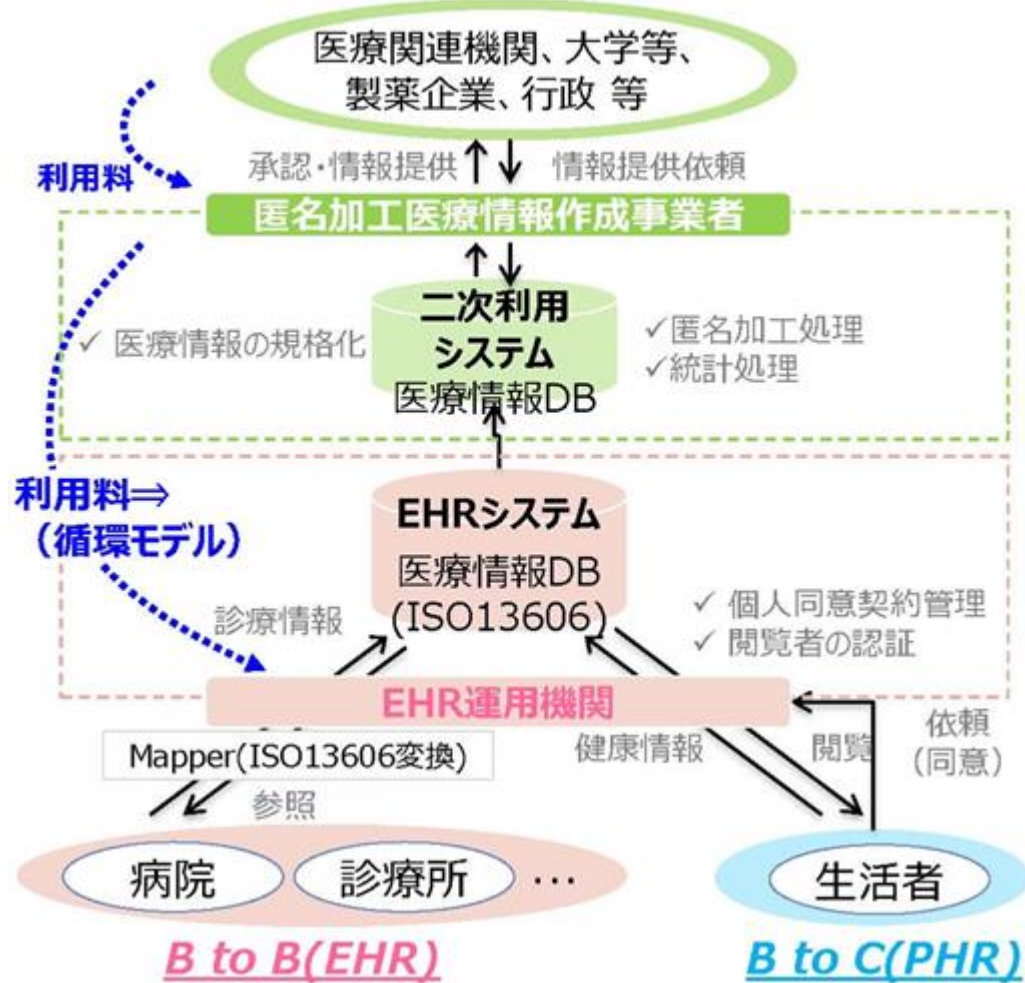 医療関連機関、大学等、
製薬企業、行政 等
承認・情報提供
情報提供依頼
利用料
匿名加工医療情報作成事業者
二次利用
システム
医療情報DB
✓ 医療情報の規格化
✓匿名加工処理
✓統計処理
利用料⇒
（循環モデル）
EHRシステム
医療情報DB
(ISO13606)
診療情報
✓ 個人同意契約管理
✓ 閲覧者の認証
EHR運用機関
Mapper(ISO13606変換)
参照
健康情報
閲覧
依頼
（同意）
病院
診療所
…
生活者
B to B(EHR)
B to C(PHR)